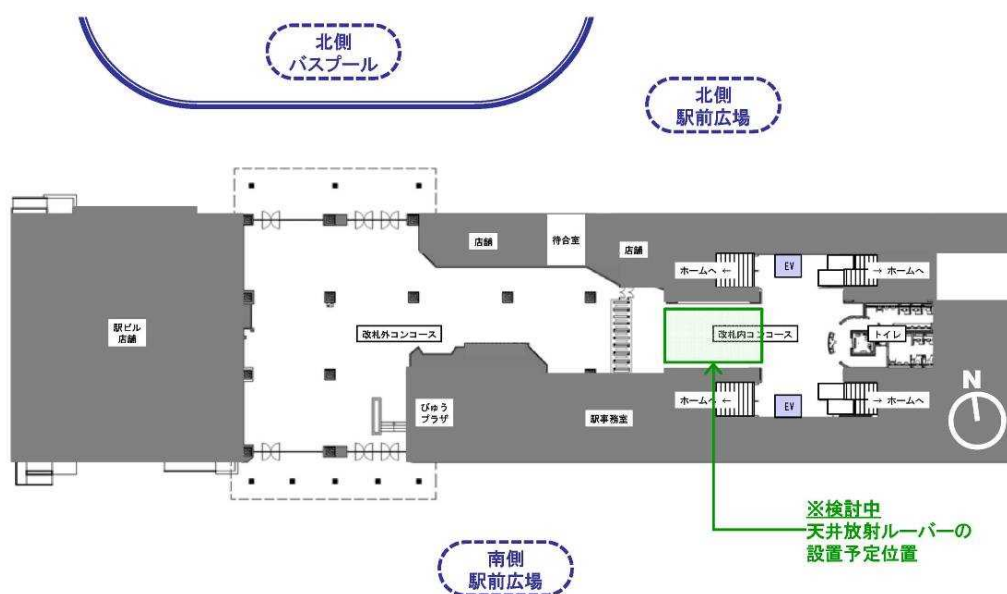 北側
バスプール
北側
駅前広場
店舗
待合室
店舗
ホームへ ←
EV
→ ホームへ
駅ビル
店舗
改札外コンコース
改札内コンコース
トイレ
びゅう
プラザ
駅事務室
ホームへ ←
EV
→ ホームへ
N
※検討中
天井放射ルーバーの
設置予定位置
南側
駅前広場